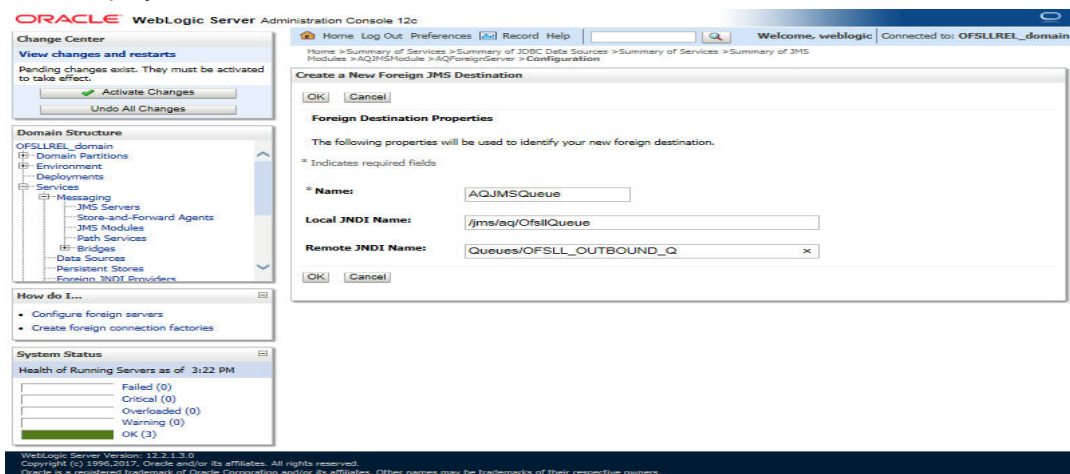 ORACLE WebLogic Server Administration Console 12c
Change Center
View changes and restarts
Pending changes exist. They must be activated
to take effect.
Activate Changes
Undo All Changes
Domain Structure
OFSLLREL_domain
Domain Partitions
Environment
Deployments
Services
Messaging
JMS Servers
Store-and-Forward Agents
JMS Modules
Path Services
Bridges
Data Sources
Persistent Stores
Foreign JNDI Providers
How do I...
Configure foreign servers
Create foreign connection factories
System Status
Health of Running Servers as of 3:22 PM
Failed (0)
Critical (0)
Overloaded (0)
Warning (0)
OK (3)
Home Log Out Preferences Record Help
Welcome, weblogic Connected to: OFSLLREL_domain
Home >Summary of Services >Summary of JDBC Data Sources >Summary of Services >Summary of JMS
Modules >AQJMSModule >AQForeignServer >Configuration
Create a New Foreign JMS Destination
OK Cancel
Foreign Destination Properties
The following properties will be used to identify your new foreign destination.
* Indicates required fields
* Name: AQJMSQueue
Local JNDI Name: /jms/aq/OfsllQueue
Remote JNDI Name: Queues/OFSLL_OUTBOUND_Q ×
OK Cancel
WebLogic Server Version: 12.2.1.3.0
Copyright (c) 1996,2017, Oracle and/or its affiliates. All rights reserved.
Oracle is a registered trademark of Oracle Corporation and/or its affiliates. Other names may be trademarks of their respective owners.